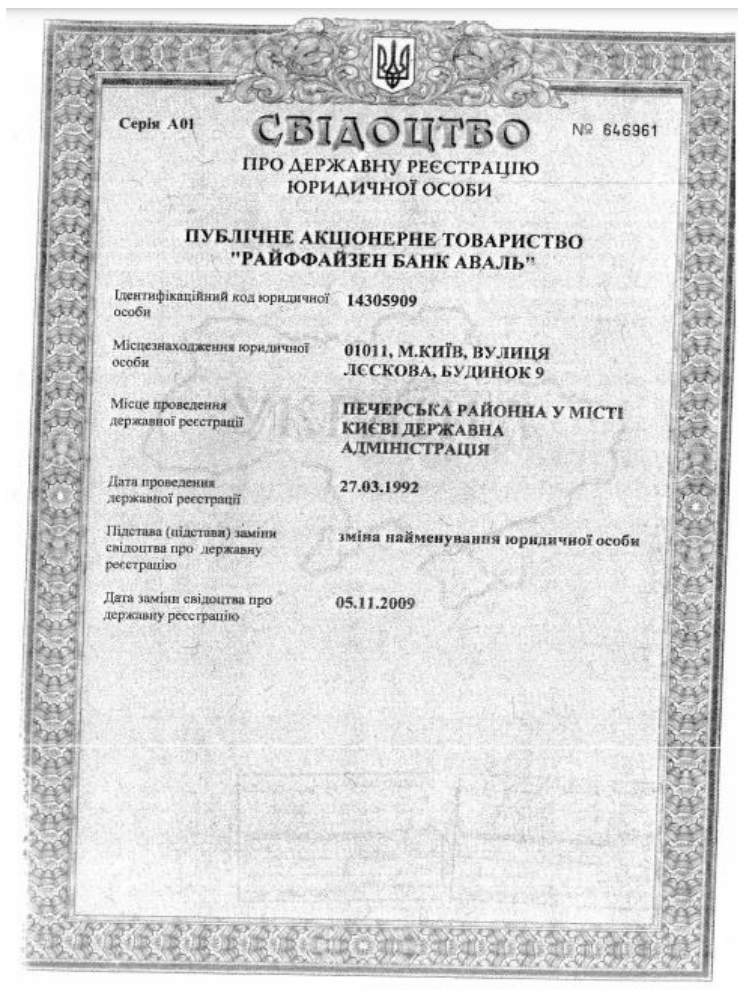 Серія А01
СВІДОЦТВО
№ 646961
ПРО ДЕРЖАВНУ РЕЄСТРАЦІЮ
ЮРИДИЧНОЇ ОСОБИ
ПУБЛІЧНЕ АКЦІОНЕРНЕ ТОВАРИСТВО
"РАЙФФАЙЗЕН БАНК АВАЛЬ"
Ідентифікаційний код юридичної
особи
14305909
Місцезнаходження юридичної
особи
01011, М.КИЇВ, ВУЛИЦЯ
ЛЄСКОВА, БУДИНОК 9
Місце проведення
державної реєстрації
ПЕЧЕРСЬКА РАЙОННА У МІСТІ
КИЄВІ ДЕРЖАВНА
АДМІНІСТРАЦІЯ
Дата проведення
державної реєстрації
27.03.1992
Підстава (підстави) заміни
свідоцтва про державну
реєстрацію
зміна найменування юридичної особи
Дата заміни свідоцтва про
державну реєстрацію
05.11.2009